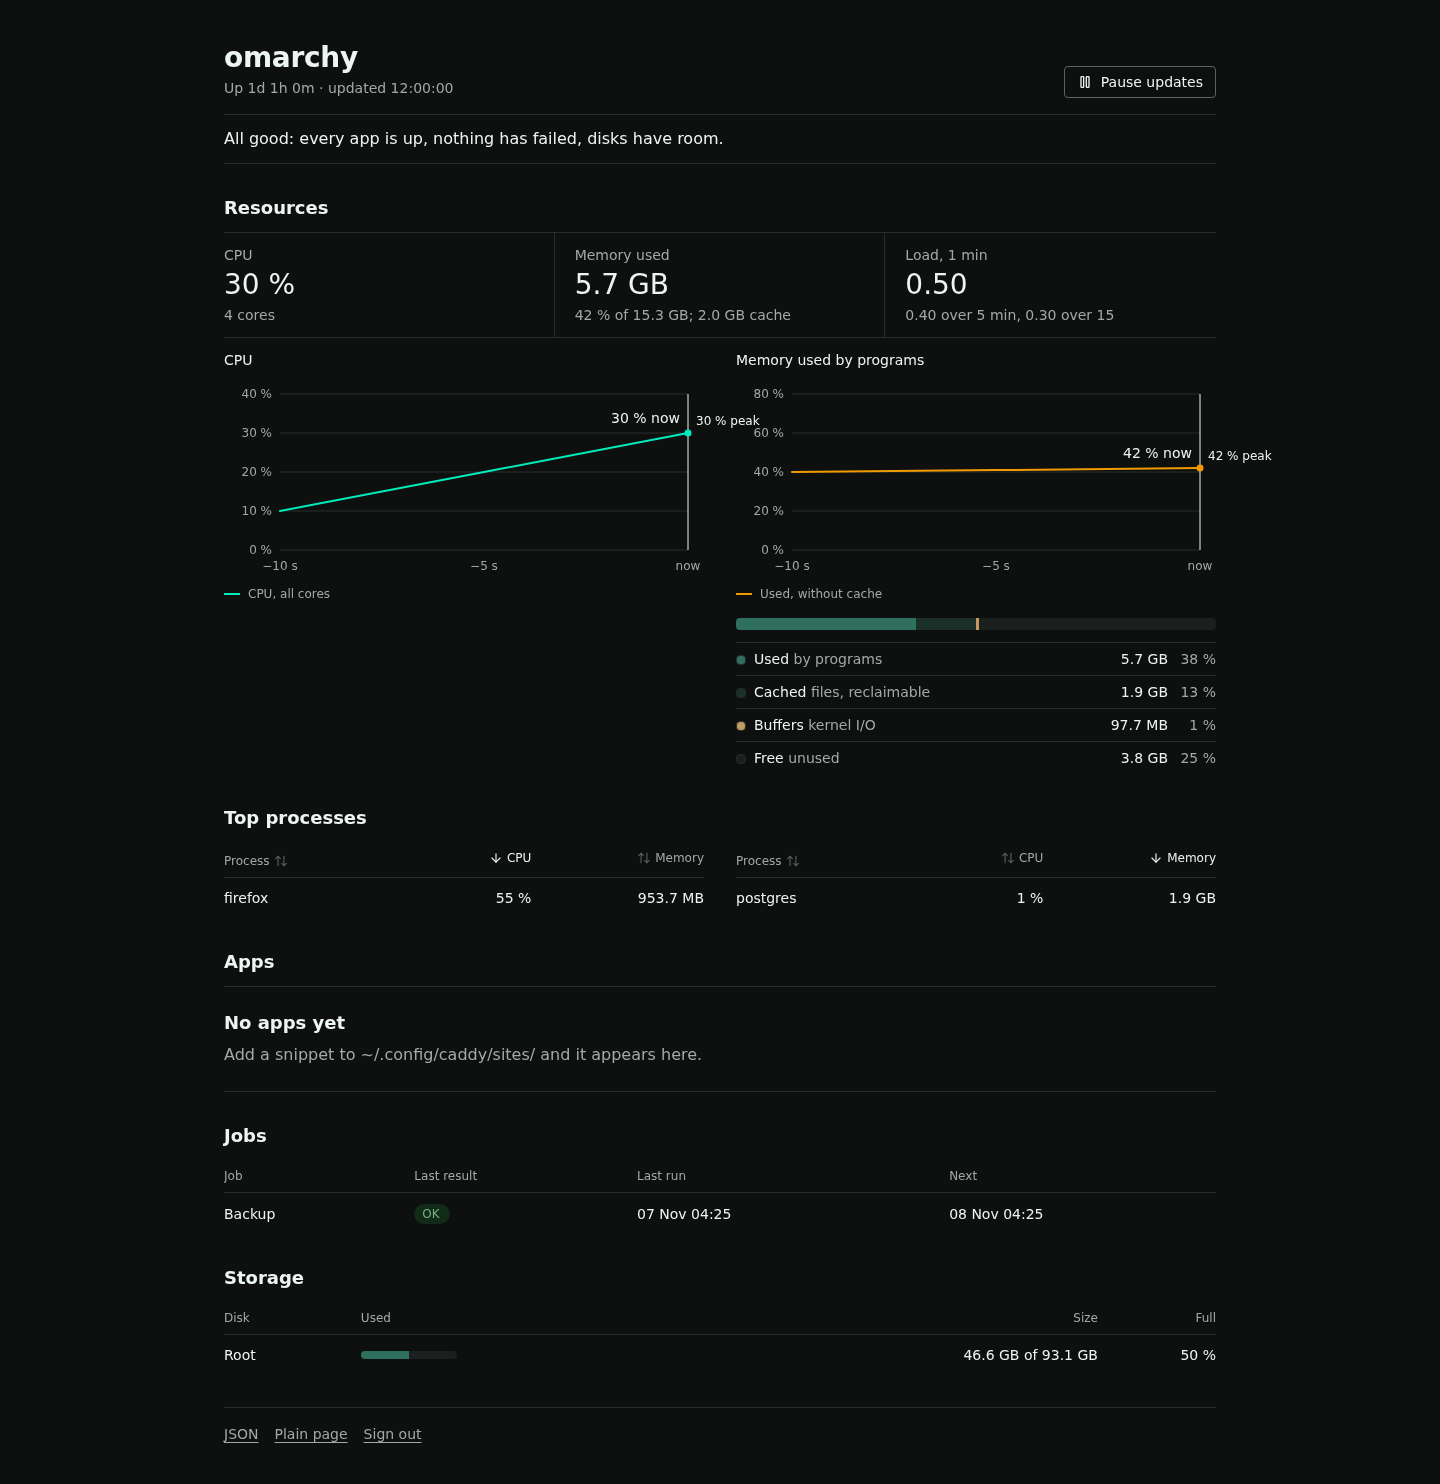 omarchy
Up 1d 1h 0m · updated 12:00:00
Pause updates
All good: every app is up, nothing has failed, disks have room.
Resources
CPU
30 %
4 cores
Memory used
5.7 GB
42 % of 15.3 GB; 2.0 GB cache
Load, 1 min
0.50
0.40 over 5 min, 0.30 over 15
CPU
40 %
30 %
20 %
10 %
0 %
30 % now
30 % peak
−10 s
−5 s
now
CPU, all cores
Memory used by programs
80 %
60 %
40 %
20 %
0 %
42 % now
42 % peak
−10 s
−5 s
now
Used, without cache
Used by programs 5.7 GB 38 %
Cached files, reclaimable 1.9 GB 13 %
Buffers kernel I/O 97.7 MB 1 %
Free unused 3.8 GB 25 %
Top processes
Process CPU Memory
firefox 55 % 953.7 MB
Process CPU Memory
postgres 1 % 1.9 GB
Apps
No apps yet
Add a snippet to ~/.config/caddy/sites/ and it appears here.
Jobs
Job Last result Last run Next
Backup OK 07 Nov 04:25 08 Nov 04:25
Storage
Disk Used Size Full
Root 46.6 GB of 93.1 GB 50 %
JSON Plain page Sign out